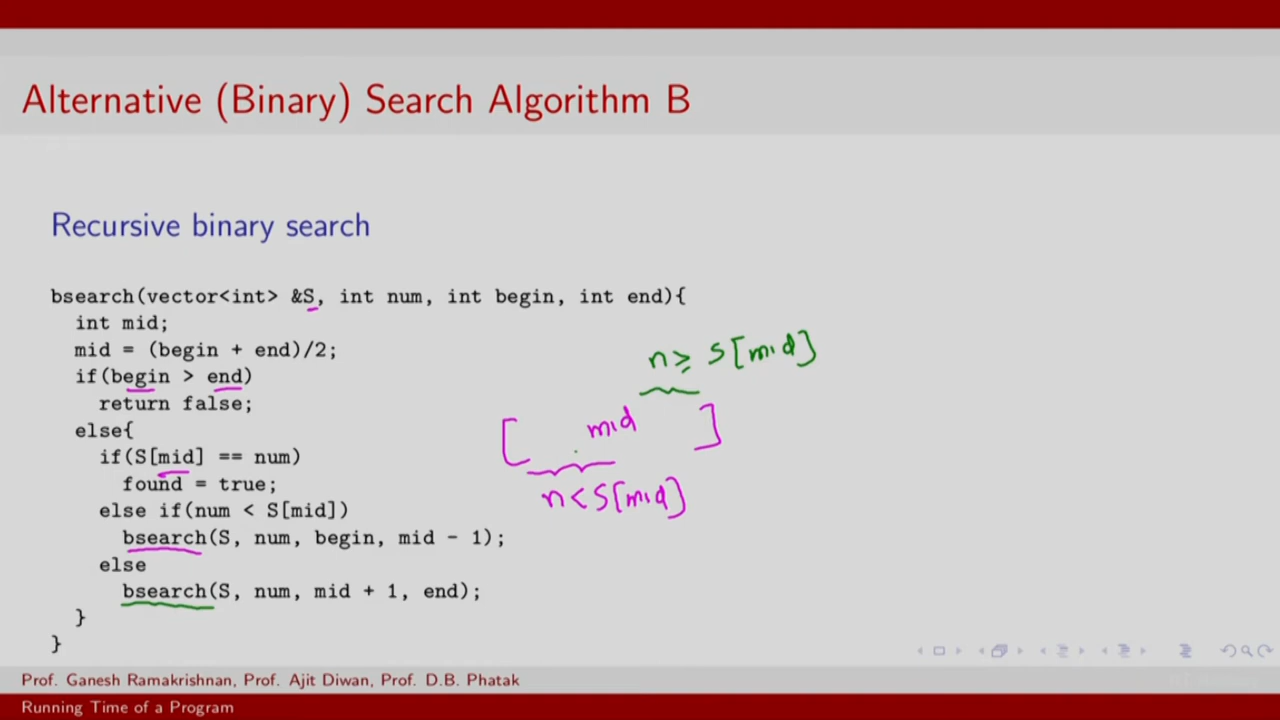 Alternative (Binary) Search Algorithm B
Recursive binary search
bsearch(vector<int> &S, int num, int begin, int end){
int mid;
mid = (begin + end)/2;
n ≥ S[mid]
if(begin > end)
return false;
[ mid ]
else{
if(S[mid] == num)
found = true;
n < S[mid]
else if(num < S[mid])
bsearch(S, num, begin, mid - 1);
else
bsearch(S, num, mid + 1, end);
}
}
Prof. Ganesh Ramakrishnan, Prof. Ajit Diwan, Prof. D.B. Phatak
Running Time of a Program